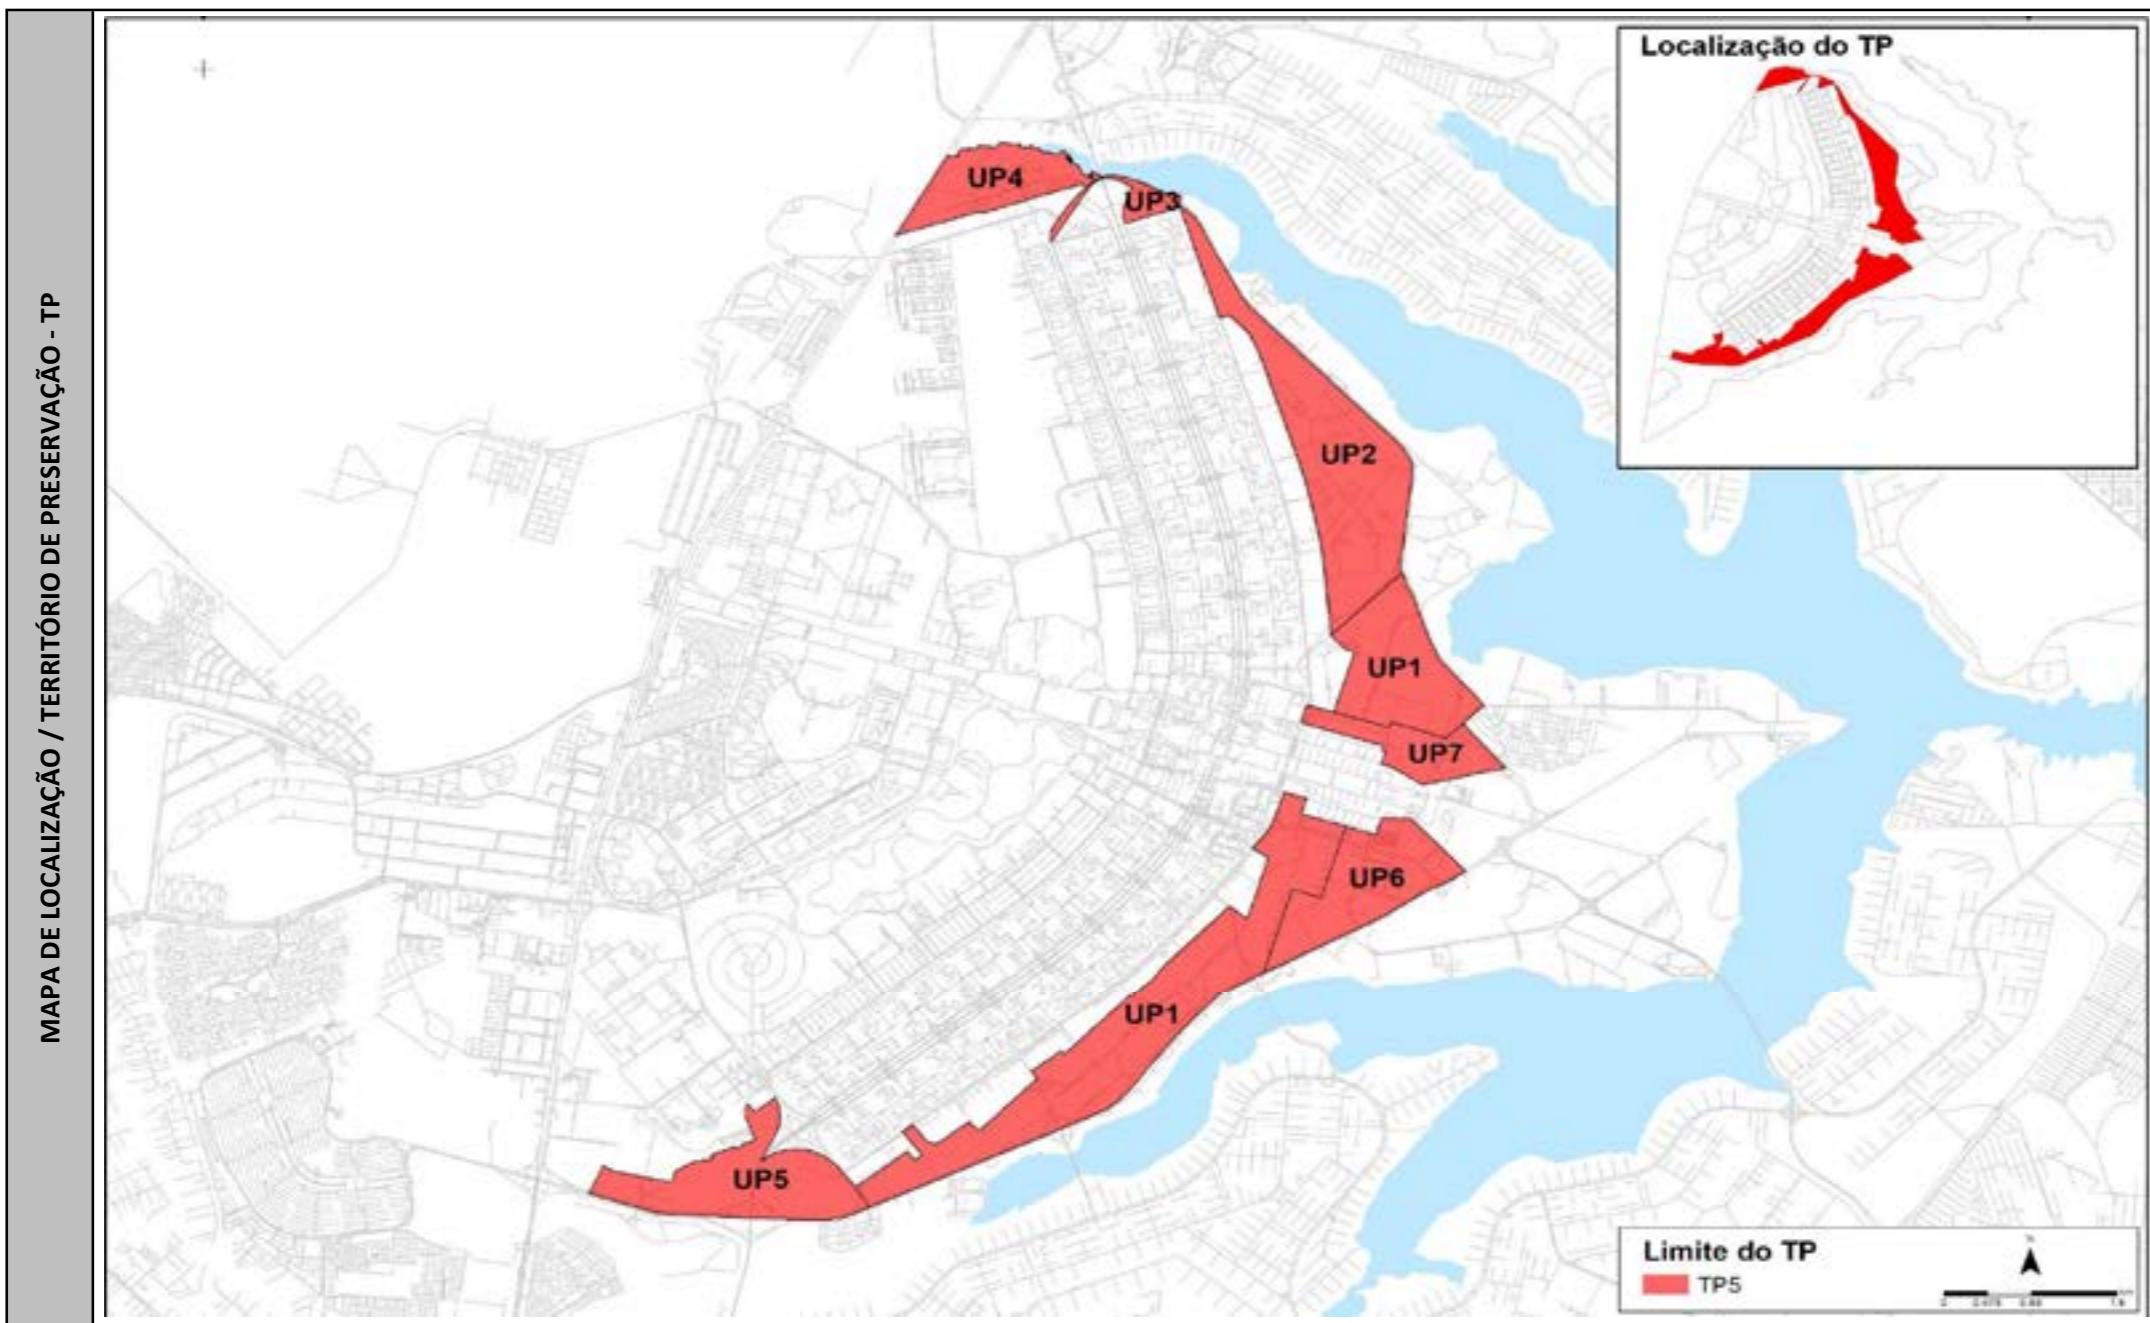 MAPA DE LOCALIZAÇÃO / TERRITÓRIO DE PRESERVAÇÃO - TP
Localização do TP
UP4
UP3
UP2
UP1
UP7
UP6
UP1
UP5
Limite do TP
TP5